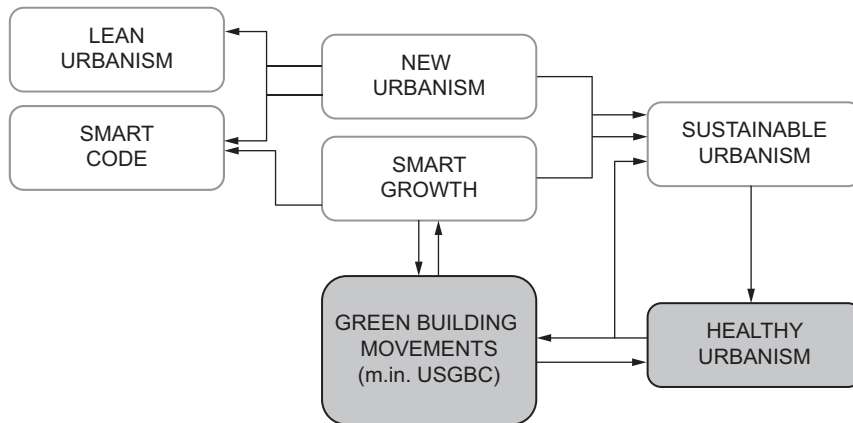 LEAN
URBANISM
NEW
URBANISM
SMART
CODE
SMART
GROWTH
SUSTAINABLE
URBANISM
GREEN BUILDING
MOVEMENTS
(m.in. USGBC)
HEALTHY
URBANISM